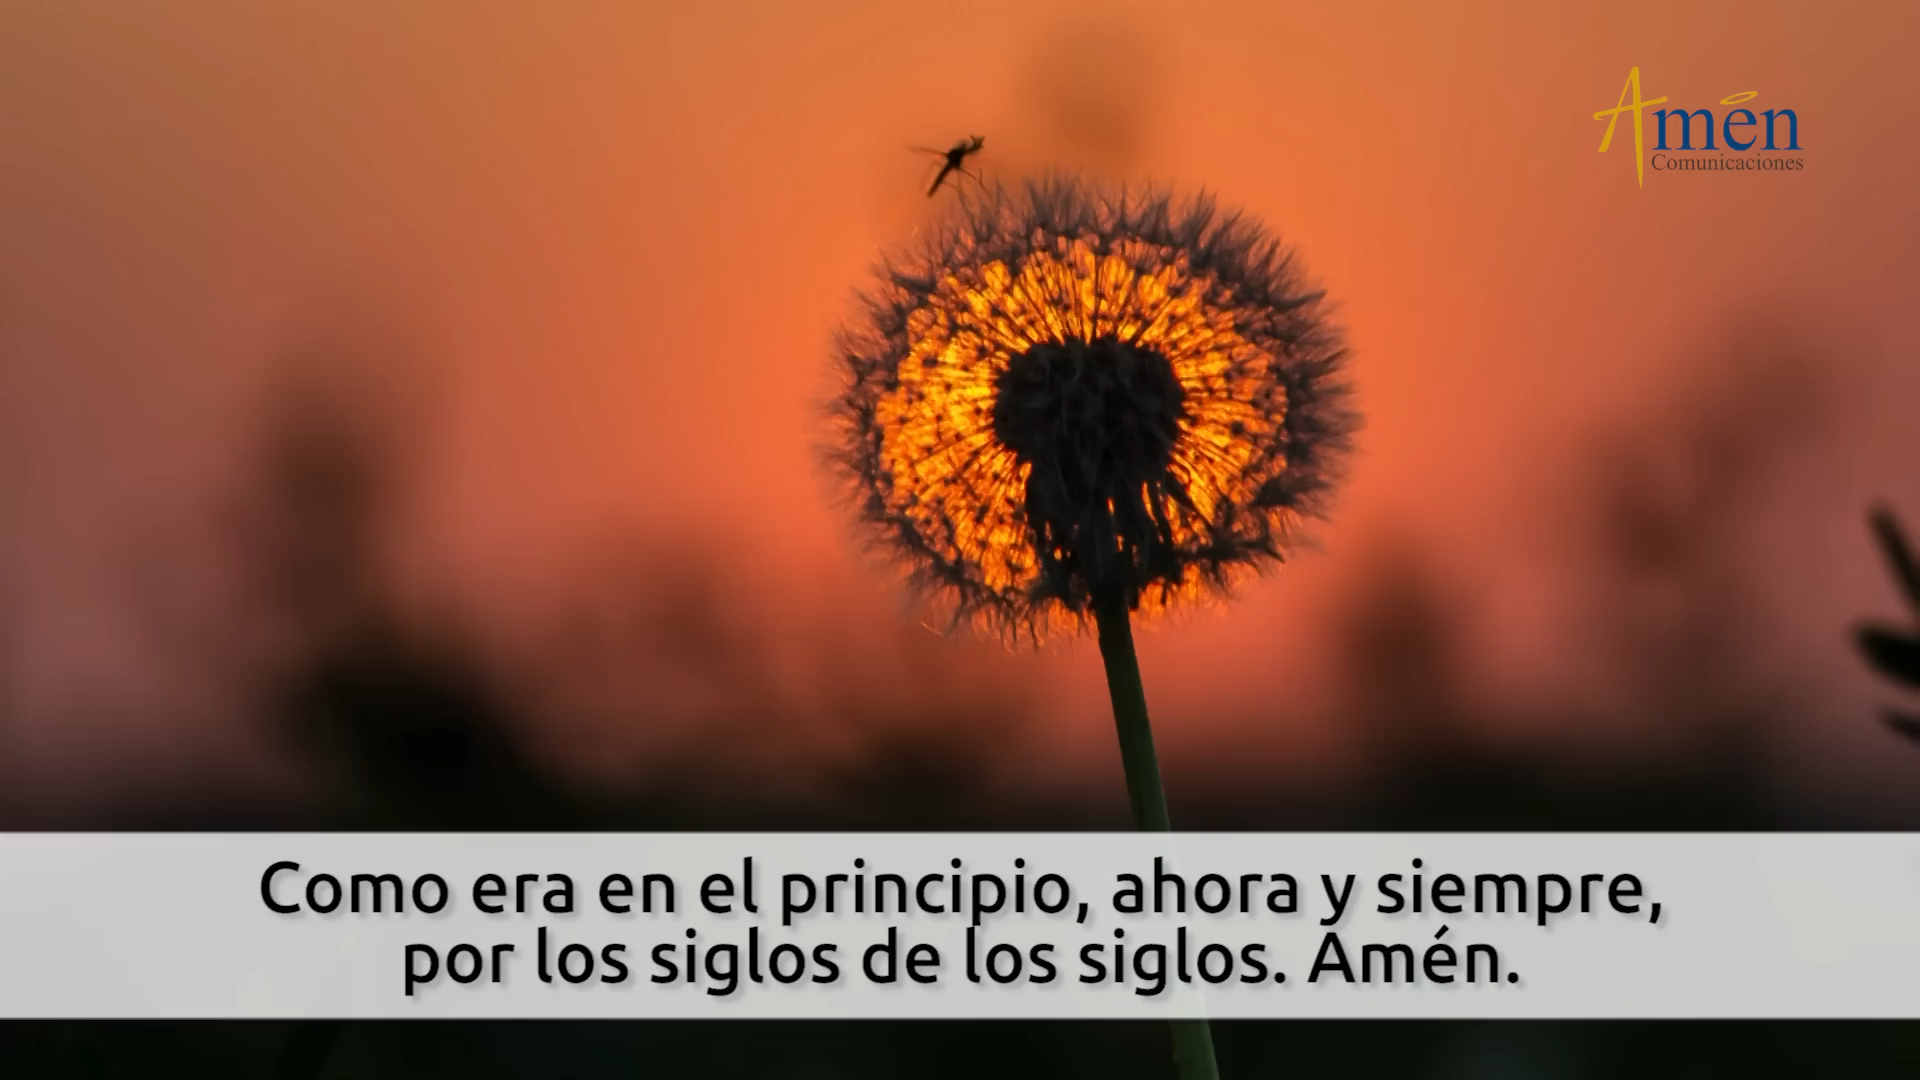 Amén
Comunicaciones
Como era en el principio, ahora y siempre,
por los siglos de los siglos. Amén.